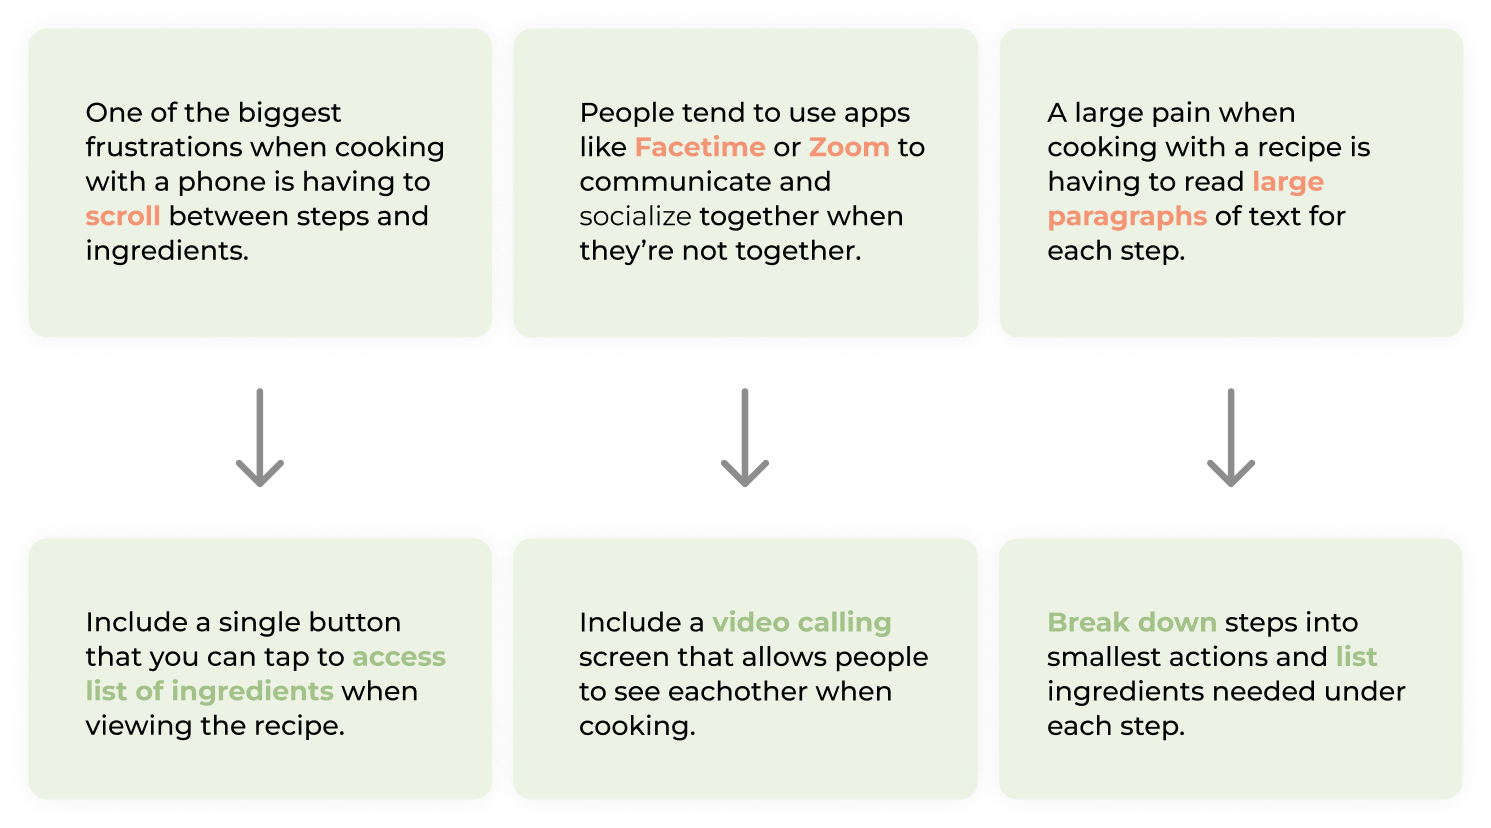 One of the biggest
frustrations when cooking
with a phone is having to
scroll between steps and
ingredients.
People tend to use apps
like Facetime or Zoom to
communicate and
socialize together when
they’re not together.
A large pain when
cooking with a recipe is
having to read large
paragraphs of text for
each step.
Include a single button
that you can tap to access
list of ingredients when
viewing the recipe.
Include a video calling
screen that allows people
to see eachother when
cooking.
Break down steps into
smallest actions and list
ingredients needed under
each step.